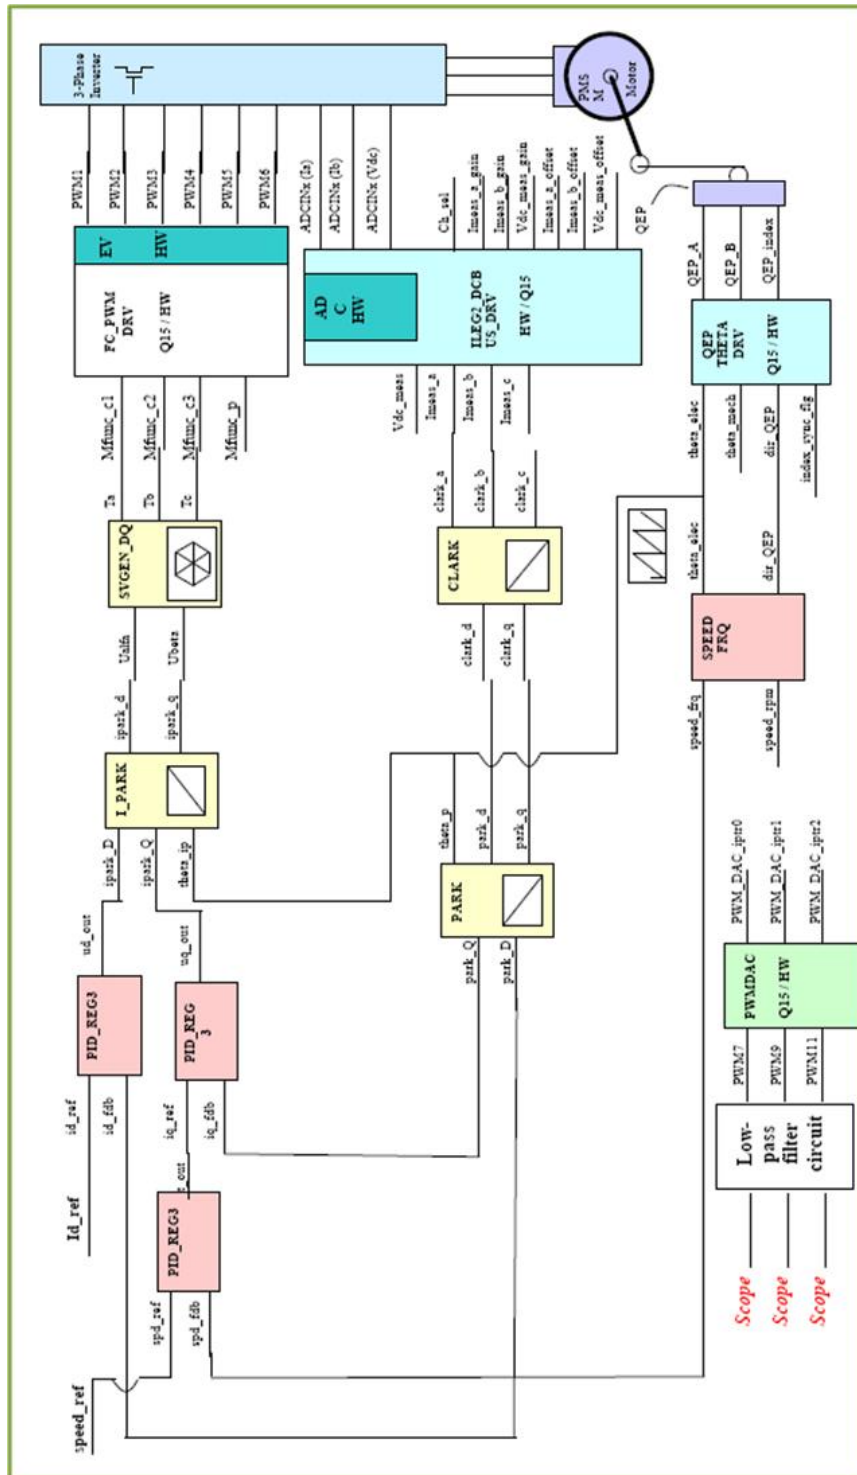 3-Phase
Inverter
PMS
M
Motor
PWM1
PWM2
PWM3
PWM4
PWM5
PWM6
ADCINx (Ia)
ADCINx (Ib)
ADCINx (Vdc)
EV
HW
FC_PWM
DRV
Q15 / HW
Mfunc_c1
Mfunc_c2
Mfunc_c3
Mfunc_p
Ta
Tb
Tc
SVGEN_DQ
Ualfa
Ubeta
ipark_d
ipark_q
I_PARK
ipark_D
ipark_Q
theta_ip
ud_out
uq_out
PID_REG3
id_ref
id_fdb
Id_ref
PID_REG
3
iq_ref
iq_fdb
_out
PID_REG3
spd_ref
spd_fdb
speed_ref
Ch_sel
Imeas_a_gain
Imeas_b_gain
Vdc_meas_gain
Imeas_a_offset
Imeas_b_offset
Vdc_meas_offset
AD
C
HW
ILEG2_DCB
US_DRV
HW / Q15
Vdc_meas
Imeas_a
Imeas_b
Imeas_c
clark_a
clark_b
clark_c
CLARK
clark_d
clark_q
theta_p
park_d
park_q
PARK
park_Q
park_D
QEP
QEP_A
QEP_B
QEP_index
QEP
THETA
DRV
Q15 / HW
theta_elec
theta_mech
dir_QEP
index_sync_flg
theta_elec
dir_QEP
SPEED
FRQ
speed_frq
speed_rpm
PWM_DAC_iptr0
PWM_DAC_iptr1
PWM_DAC_iptr2
PWMDAC
Q15 / HW
PWM7
PWM9
PWM11
Low-
pass
filter
circuit
Scope
Scope
Scope